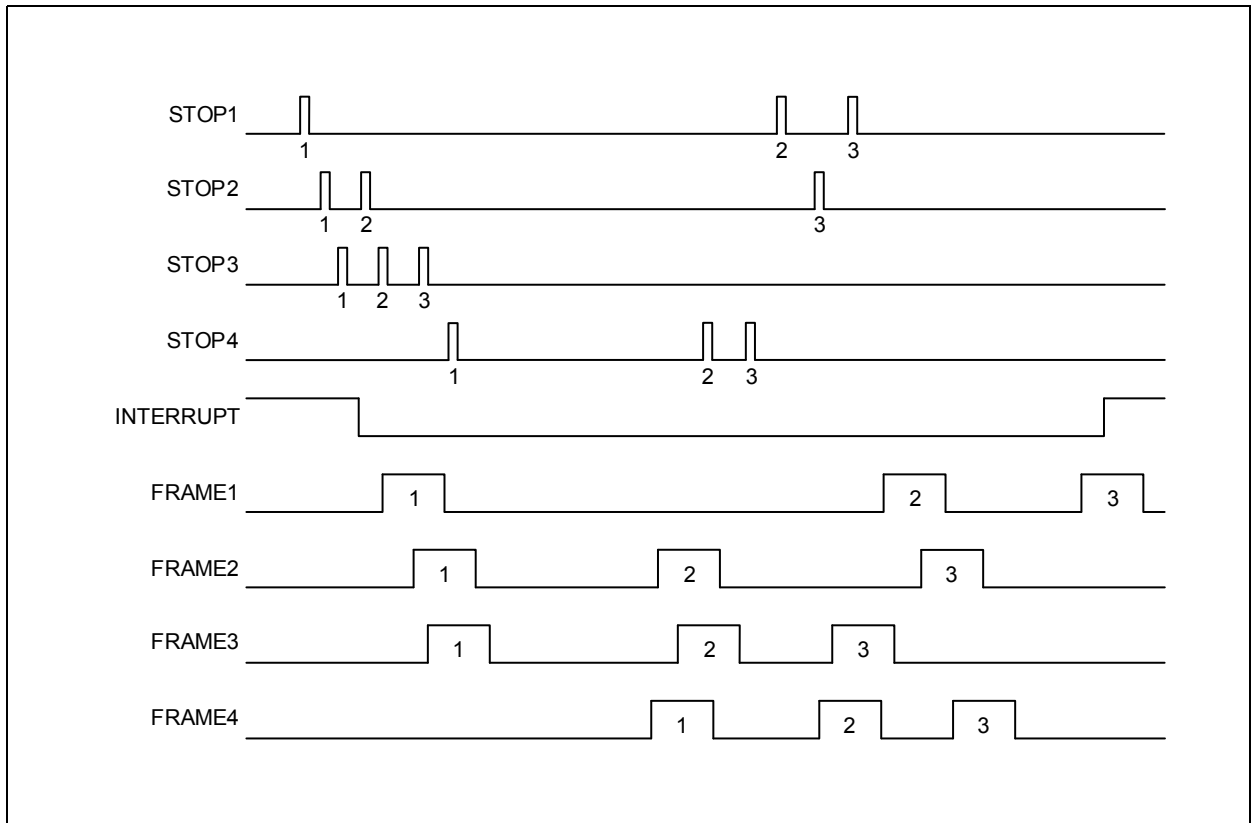 STOP1
1 2 3
STOP2
1 2 3
STOP3
1 2 3
STOP4
1 2 3
INTERRUPT
FRAME1 1 2 3
FRAME2 1 2 3
FRAME3 1 2 3
FRAME4 1 2 3